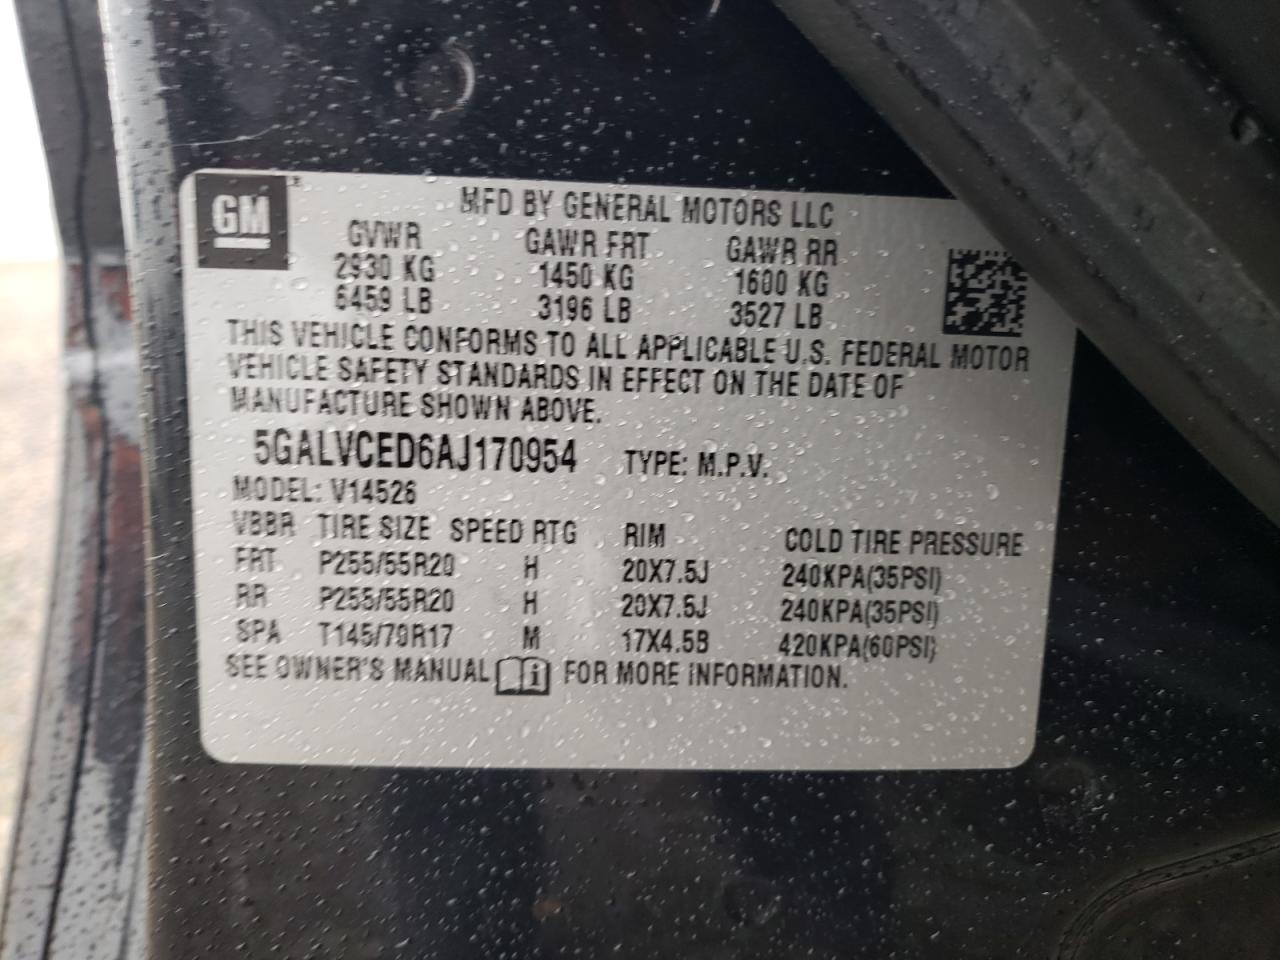 GM
MFD BY GENERAL MOTORS LLC
GVWR GAWR FRT GAWR RR
2930 KG 1450 KG 1600 KG
6459 LB 3196 LB 3527 LB
THIS VEHICLE CONFORMS TO ALL APPLICABLE U.S. FEDERAL MOTOR
VEHICLE SAFETY STANDARDS IN EFFECT ON THE DATE OF
MANUFACTURE SHOWN ABOVE.
5GALVCED6AJ170954 TYPE: M.P.V.
MODEL: V14526
VBBR TIRE SIZE SPEED RTG RIM COLD TIRE PRESSURE
FRT P255/55R20 H 20X7.5J 240KPA(35PSI)
RR P255/55R20 H 20X7.5J 240KPA(35PSI)
SPA T145/70R17 M 17X4.5B 420KPA(60PSI)
SEE OWNER'S MANUAL i FOR MORE INFORMATION.